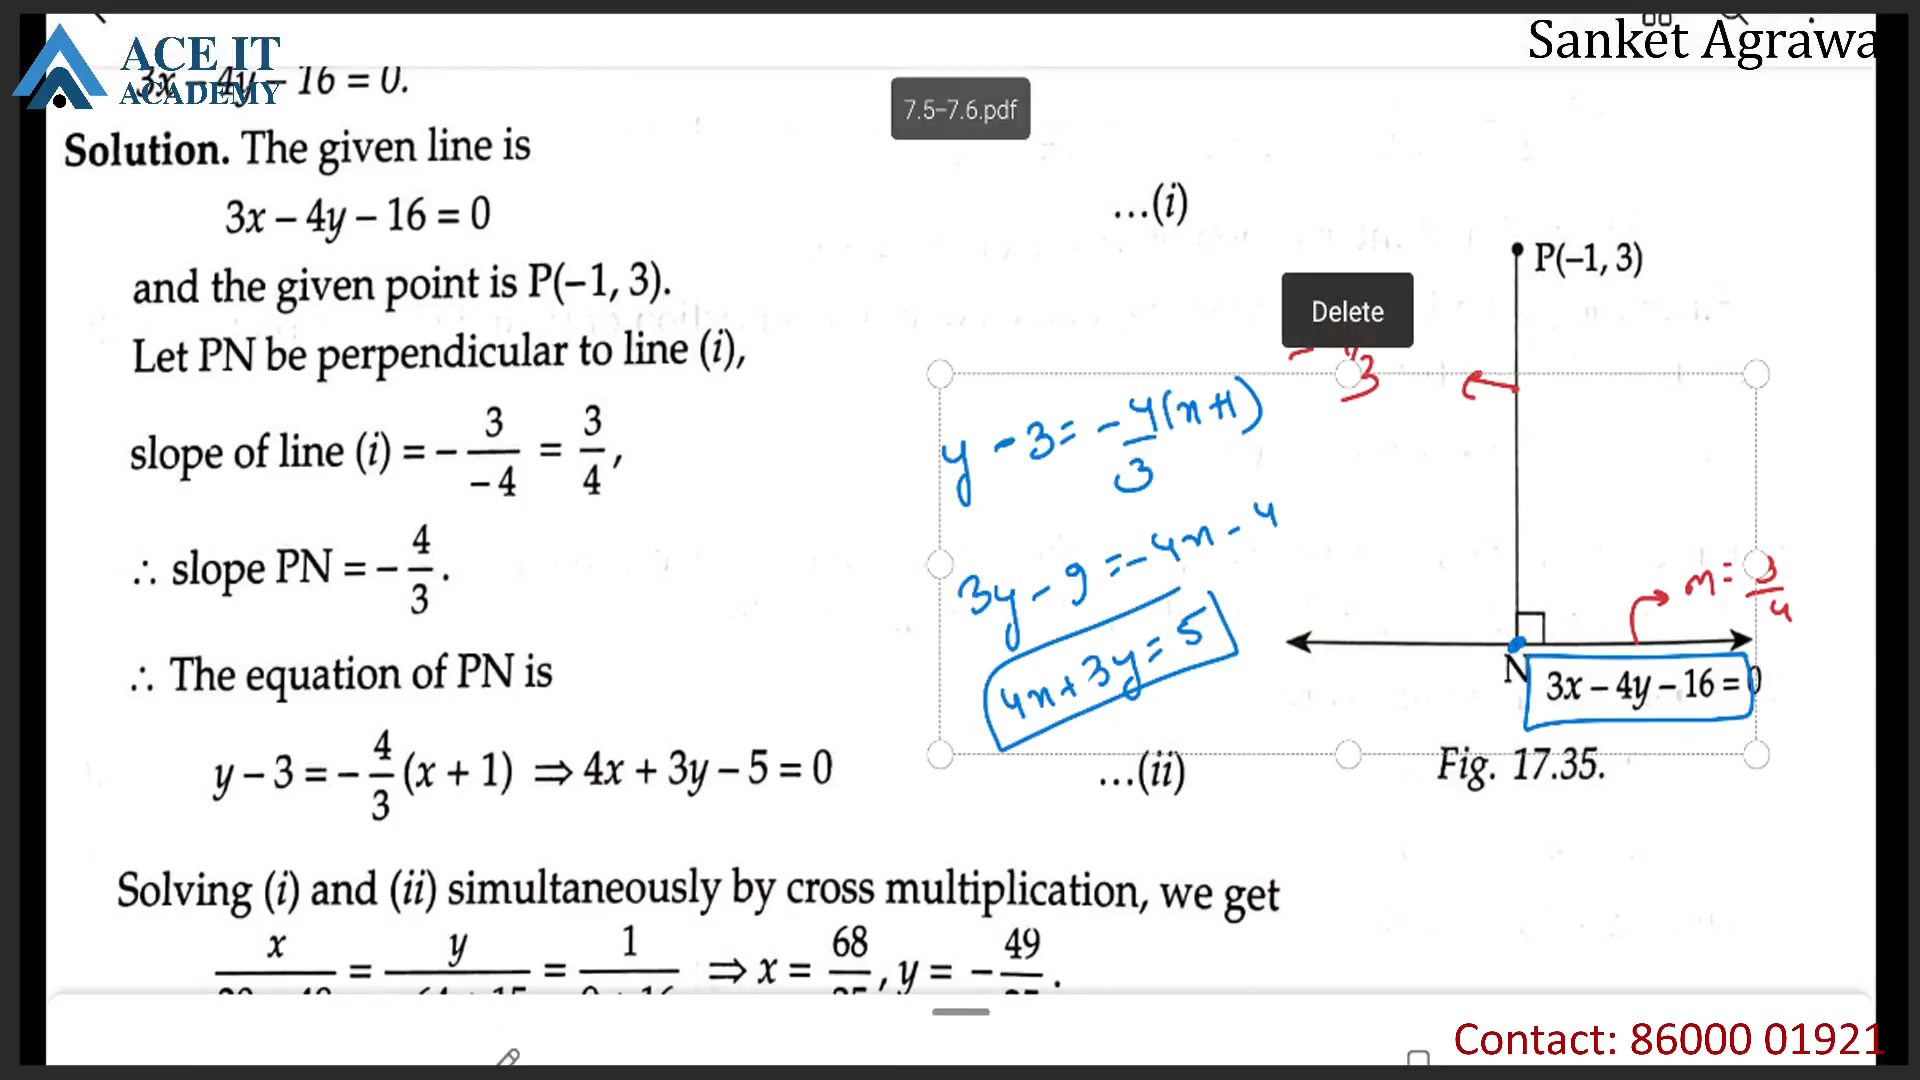 ACE IT
ACADEMY
Sanket Agrawa
3x – 4y – 16 = 0.
7.5–7.6.pdf
Solution. The given line is
3x – 4y – 16 = 0 ...(i)
and the given point is P(–1, 3).
P(–1, 3)
Delete
Let PN be perpendicular to line (i),
slope of line (i) = – 3/–4 = 3/4,
∴ slope PN = – 4/3.
∴ The equation of PN is
y – 3 = – 4/3 (x + 1) ⇒ 4x + 3y – 5 = 0 ...(ii)
y - 3 = -4/3 (x+1)
3y - 9 = -4x - 4
4x + 3y = 5
m = 3/4
N
3x – 4y – 16 = 0
Fig. 17.35.
Solving (i) and (ii) simultaneously by cross multiplication, we get
x = y = 1 ⇒ x = 68 , y = – 49 .
Contact: 86000 01921